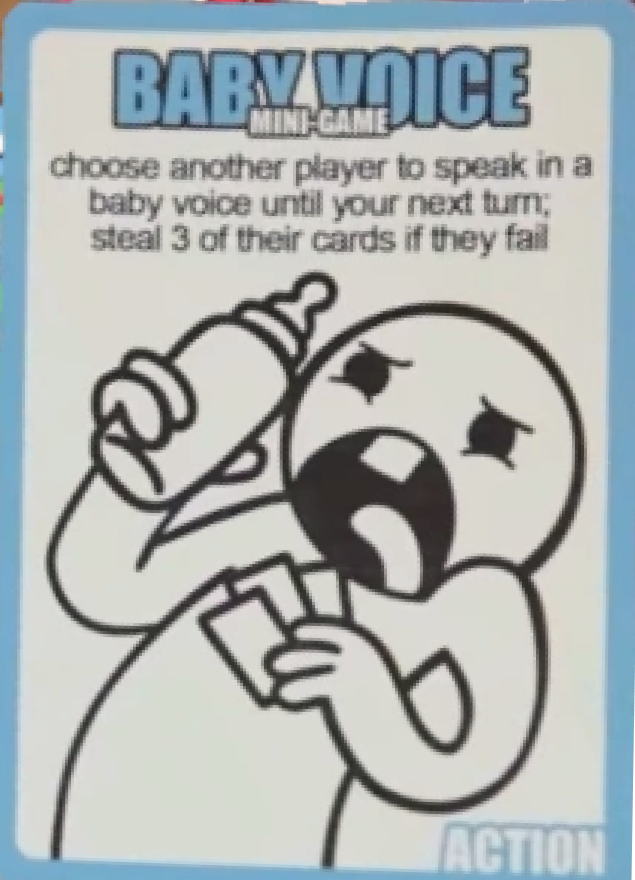 BABY VOICE
MINI-GAME
choose another player to speak in a
baby voice until your next turn;
steal 3 of their cards if they fail
ACTION